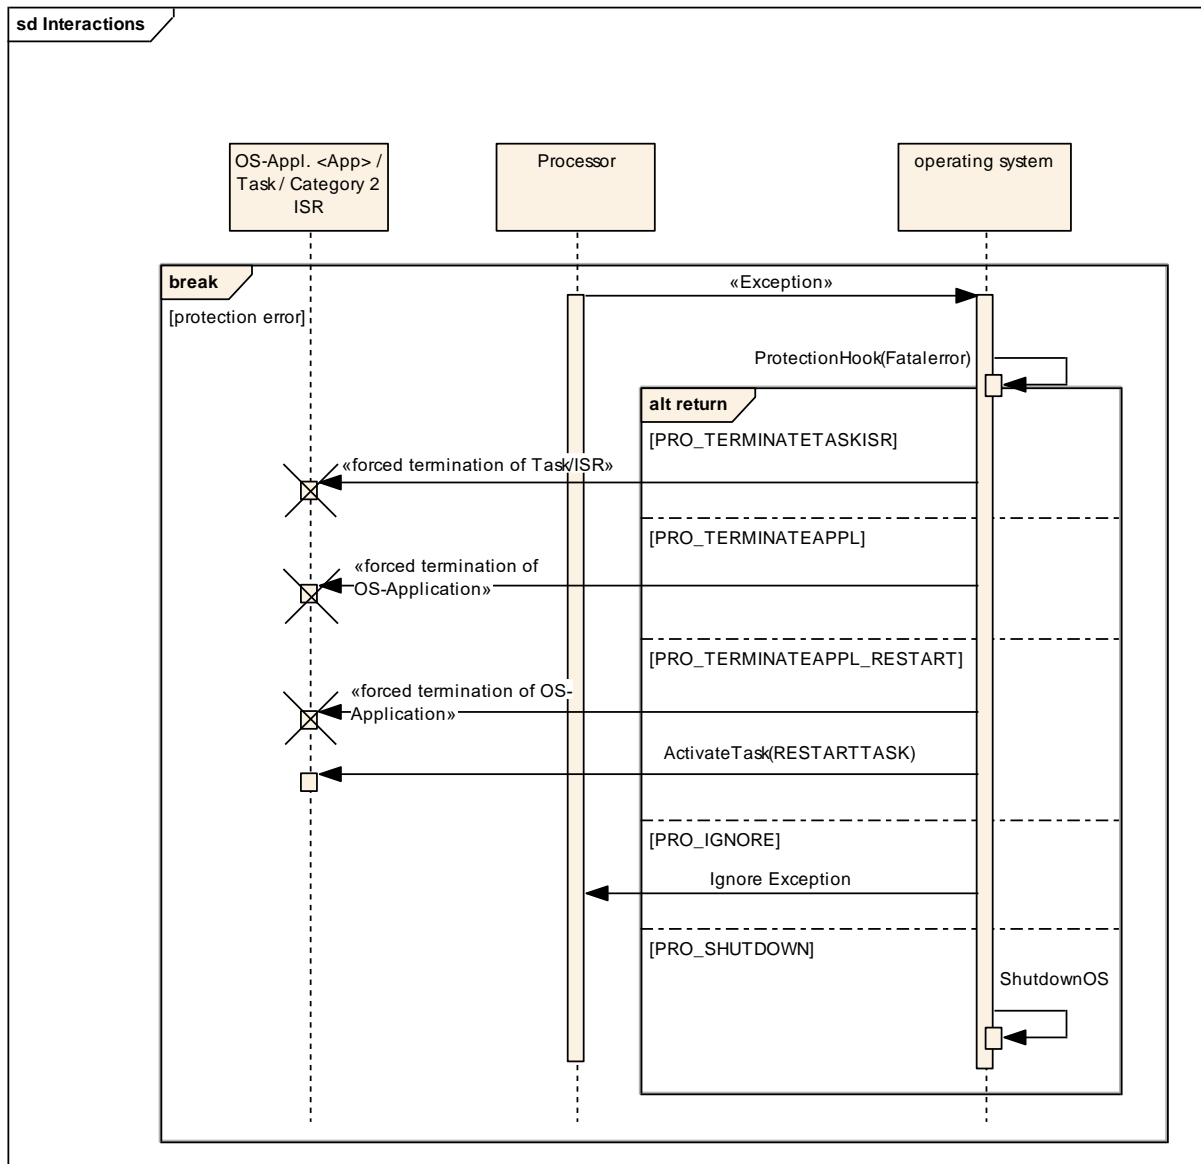 sd Interactions
OS-Appl. <App> /
Task / Category 2
ISR
Processor
operating system
break
[protection error]
«Exception»
ProtectionHook(Fatalerror)
alt return
[PRO_TERMINATETASKISR]
«forced termination of Task/ISR»
[PRO_TERMINATEAPPL]
«forced termination of
OS-Application»
[PRO_TERMINATEAPPL_RESTART]
«forced termination of OS-
Application»
ActivateTask(RESTARTTASK)
[PRO_IGNORE]
Ignore Exception
[PRO_SHUTDOWN]
ShutdownOS